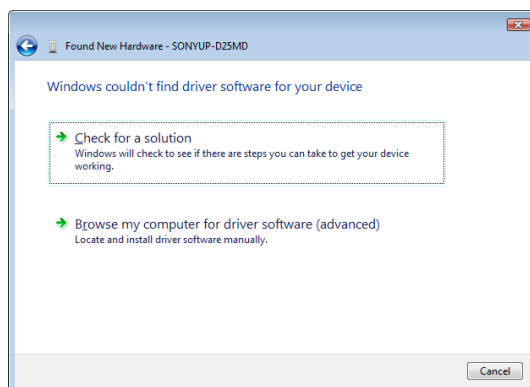 Found New Hardware - SONYUP-D25MD
Windows couldn't find driver software for your device
Check for a solution
Windows will check to see if there are steps you can take to get your device
working.
Browse my computer for driver software (advanced)
Locate and install driver software manually.
Cancel